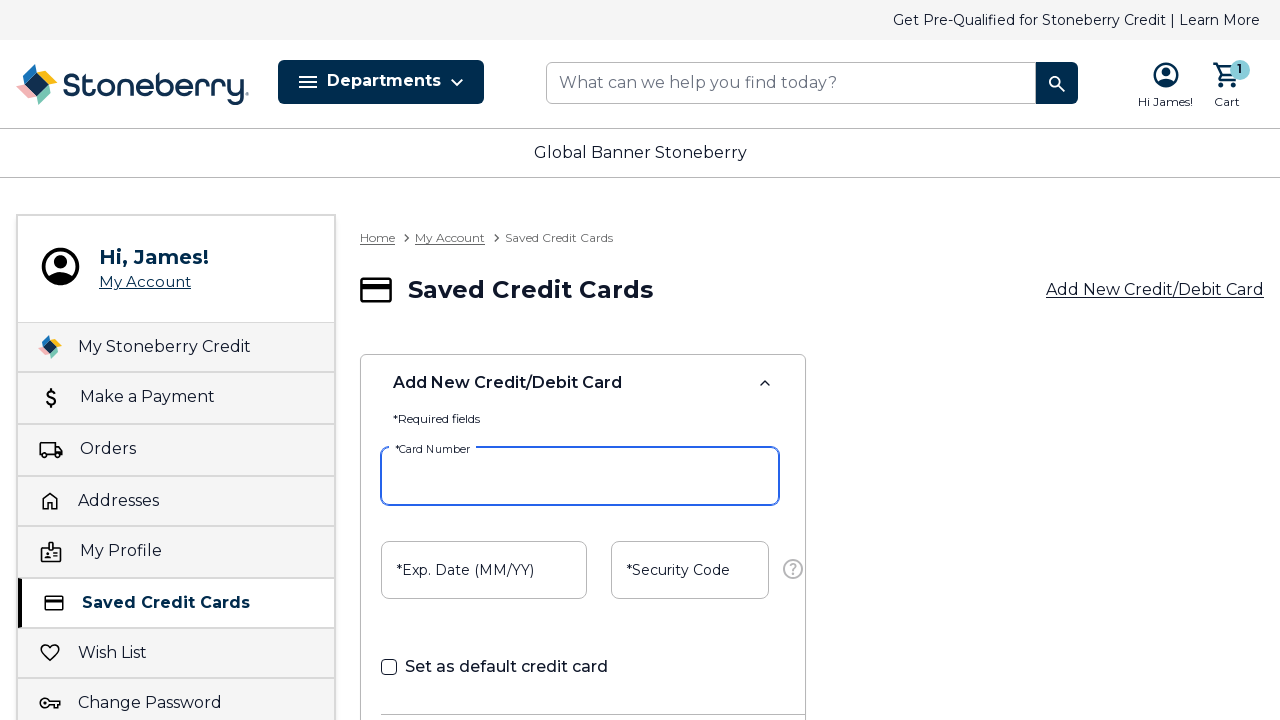 Get Pre-Qualified for Stoneberry Credit | Learn More
Stoneberry
Departments
What can we help you find today?
1
Hi James!
Cart
Global Banner Stoneberry
Hi, James!
My Account
My Stoneberry Credit
Make a Payment
Orders
Addresses
My Profile
Saved Credit Cards
Wish List
Change Password
Home > My Account > Saved Credit Cards
Saved Credit Cards
Add New Credit/Debit Card
Add New Credit/Debit Card
*Required fields
*Card Number
*Exp. Date (MM/YY)
*Security Code
Set as default credit card